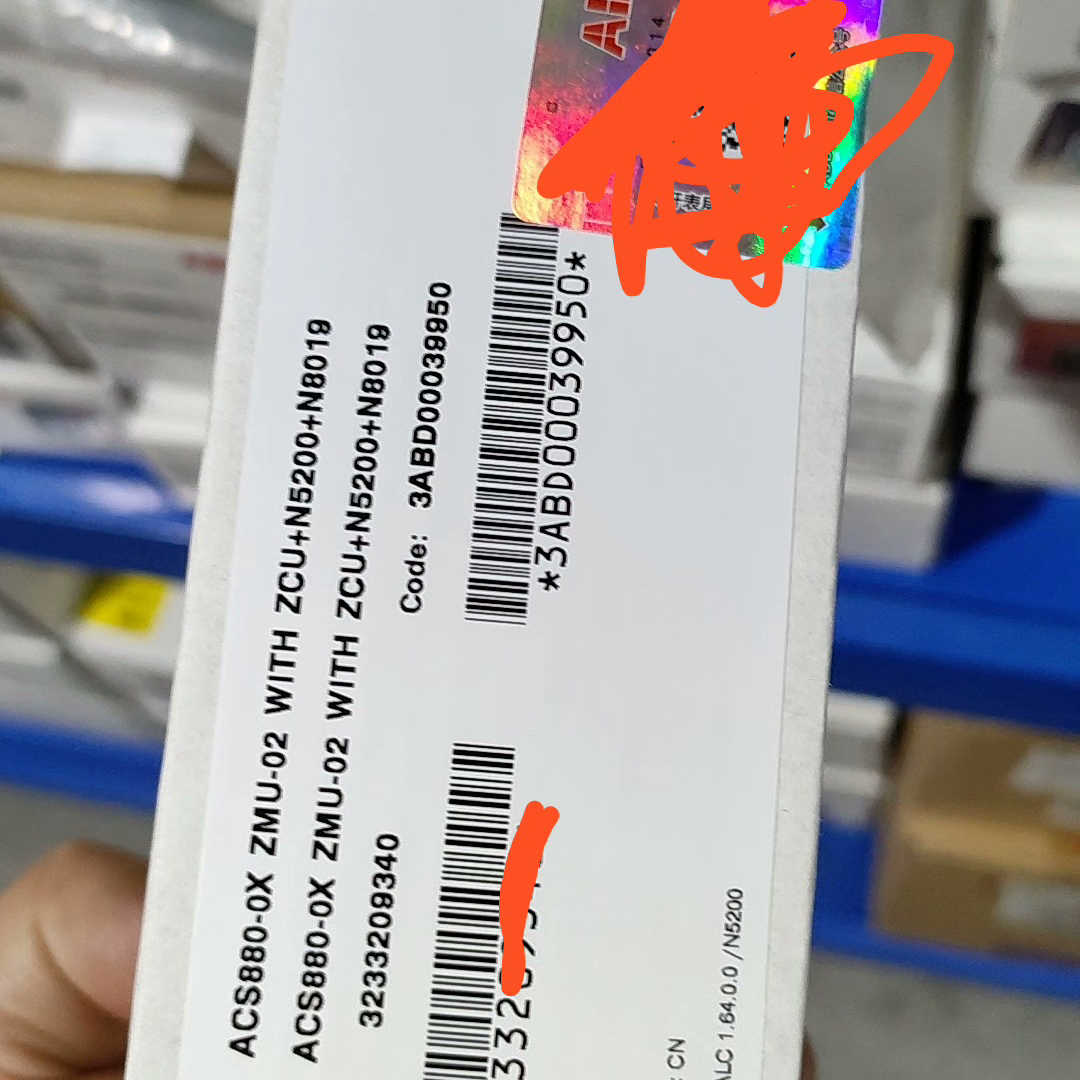 ACS880-0X ZMU-02 WITH ZCU+N5200+N8019
ACS880-0X ZMU-02 WITH ZCU+N5200+N8019
3233209340
Code: 3ABD00039950
*3ABD00039950*
: CN
ALC 1.64.0.0 /N5200